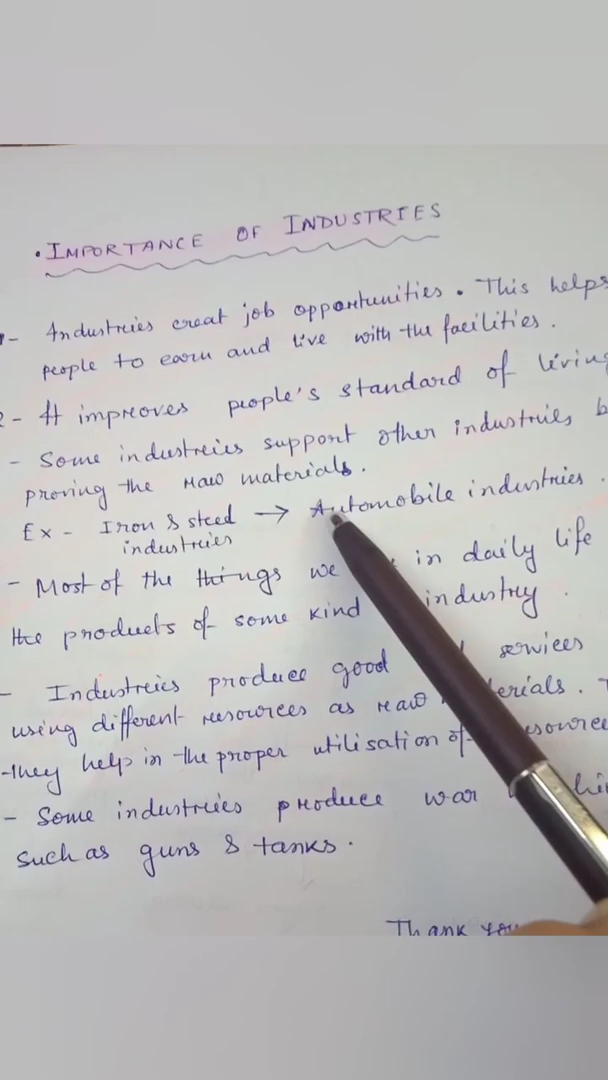 • IMPORTANCE OF INDUSTRIES
- Industries creat job opportunities. This helps
people to earn and live with the facilities.
2- It improves people's standard of living
- Some industries support other industries b
proving the raw materials.
Ex - Iron & steel → Automobile industries.
industries
- Most of the things we in daily life
the products of some kind industry.
- Industries produce good services
using different resources as raw erials. T
they help in the proper utilisation of esource
- Some industries produce war hi
such as guns & tanks.
Thank you